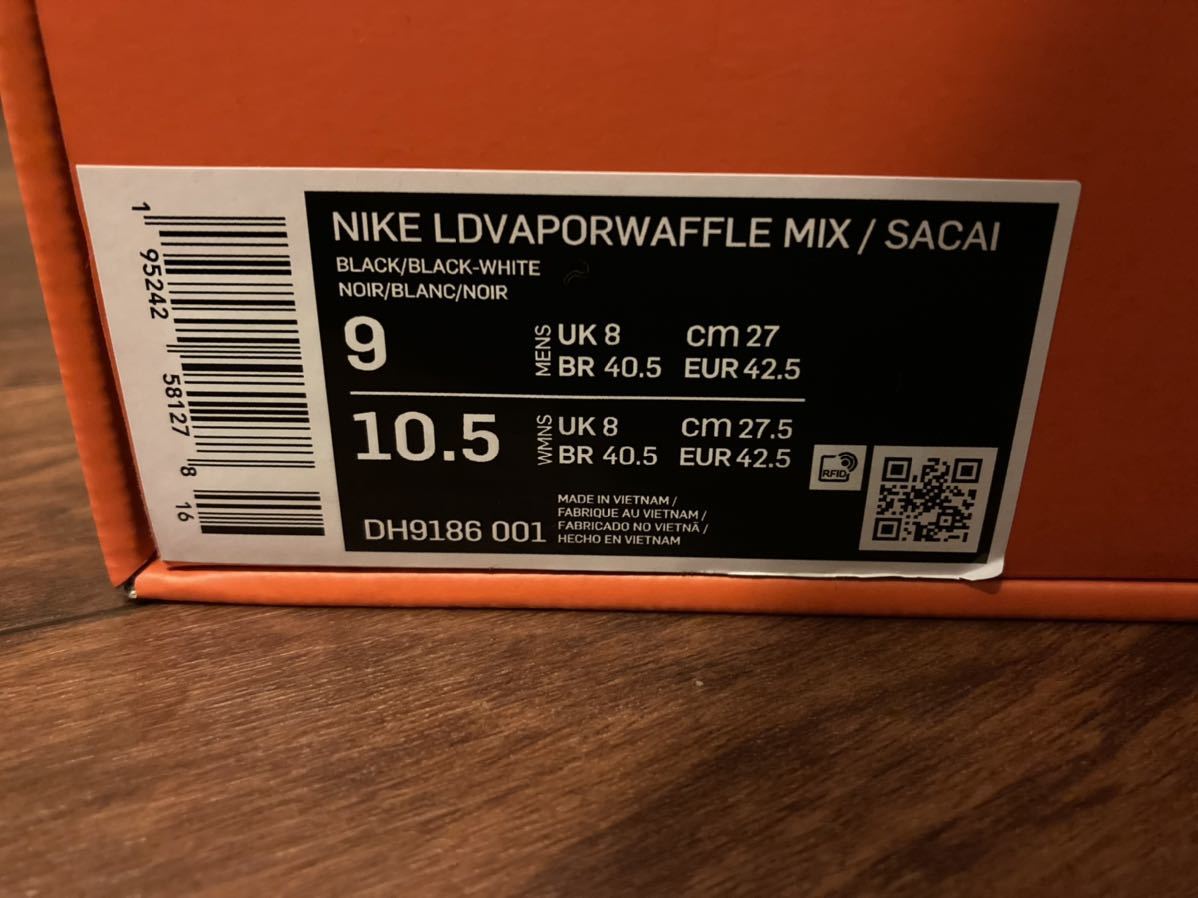 1 95242 58127 8 16
NIKE LDVAPORWAFFLE MIX / SACAI
BLACK/BLACK-WHITE
NOIR/BLANC/NOIR
9 MENS UK 8 cm 27
BR 40.5 EUR 42.5
10.5 WMNS UK 8 cm 27.5
BR 40.5 EUR 42.5
RFID
DH9186 001
MADE IN VIETNAM /
FABRIQUE AU VIETNAM /
FABRICADO NO VIETNÃ /
HECHO EN VIETNAM